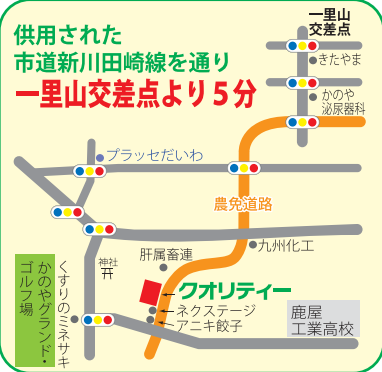 供用された
市道新川田崎線を通り
一里山交差点より5分
一里山
交差点
きたやま
かのや
泌尿器科
プラッセだいわ
農免道路
九州化工
肝属畜連
神社
クオリティー
ネクステージ
アニキ餃子
くすりのミネサキ
かのやグランド・
ゴルフ場
鹿屋
工業高校